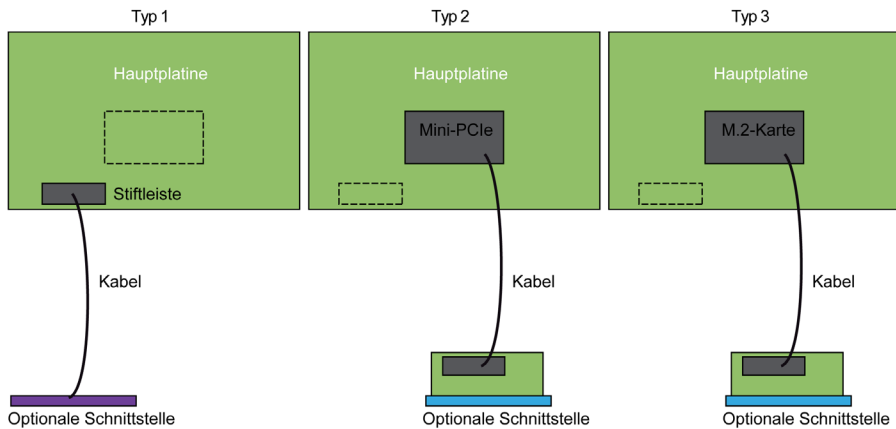 Typ 1
Typ 2
Typ 3
Hauptplatine
Hauptplatine
Hauptplatine
Mini-PCIe
M.2-Karte
Stiftleiste
Kabel
Kabel
Kabel
Optionale Schnittstelle
Optionale Schnittstelle
Optionale Schnittstelle